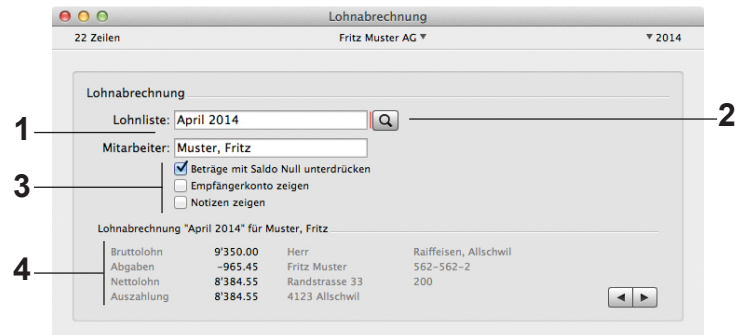 Lohnabrechnung
22 Zeilen Fritz Muster AG ▼ ▼ 2014
Lohnabrechnung
Lohnliste: April 2014
1
2
Mitarbeiter: Muster, Fritz
Beträge mit Saldo Null unterdrücken
3
Empfängerkonto zeigen
Notizen zeigen
Lohnabrechnung "April 2014" für Muster, Fritz
Bruttolohn 9'350.00 Herr Raiffeisen, Allschwil
4
Abgaben -965.45 Fritz Muster 562-562-2
Nettolohn 8'384.55 Randstrasse 33 200
Auszahlung 8'384.55 4123 Allschwil